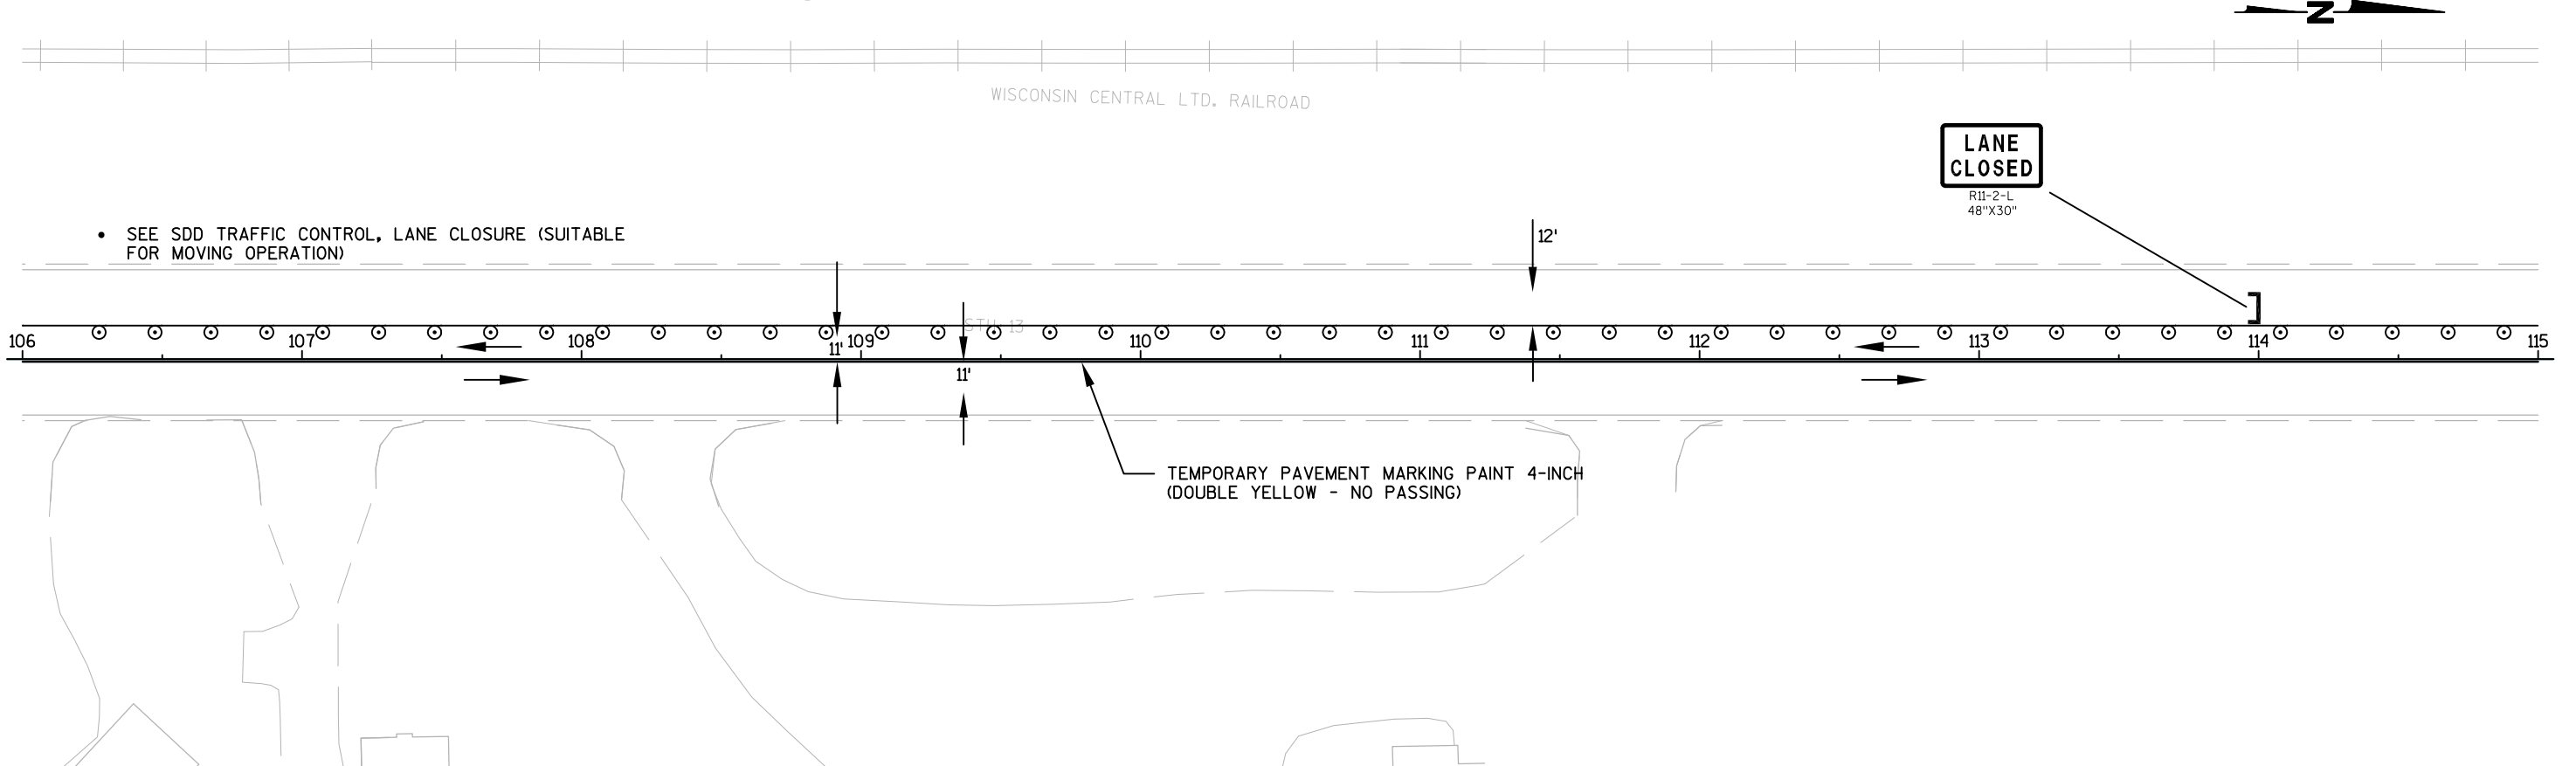 N
WISCONSIN CENTRAL LTD. RAILROAD
LANE
CLOSED
R11-2-L
48"X30"
• SEE SDD TRAFFIC CONTROL, LANE CLOSURE (SUITABLE
FOR MOVING OPERATION)
12'
STH 13
106 107 108 109 110 111 112 113 114 115
11'
11'
TEMPORARY PAVEMENT MARKING PAINT 4-INCH
(DOUBLE YELLOW - NO PASSING)